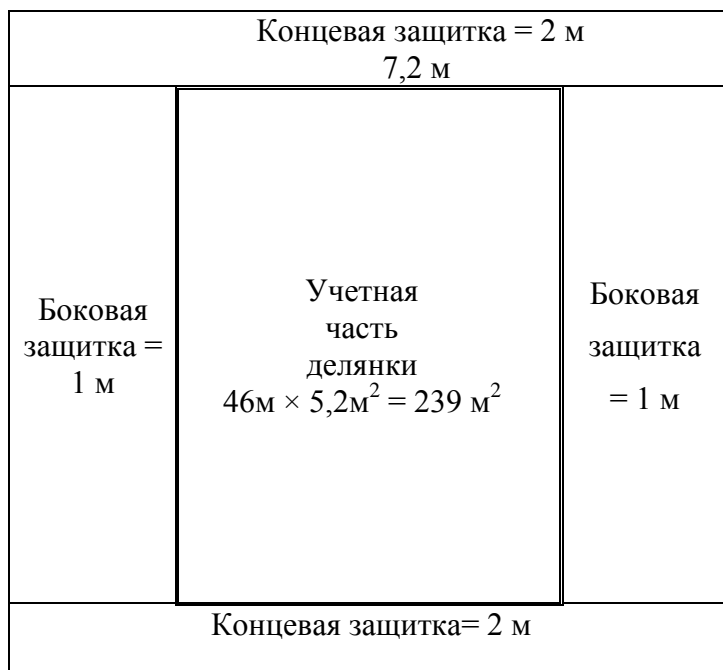 Концевая защитка = 2 м
7,2 м
Боковая
защитка =
1 м
Учетная
часть
делянки
46м × 5,2м² = 239 м²
Боковая
защитка
= 1 м
Концевая защитка= 2 м